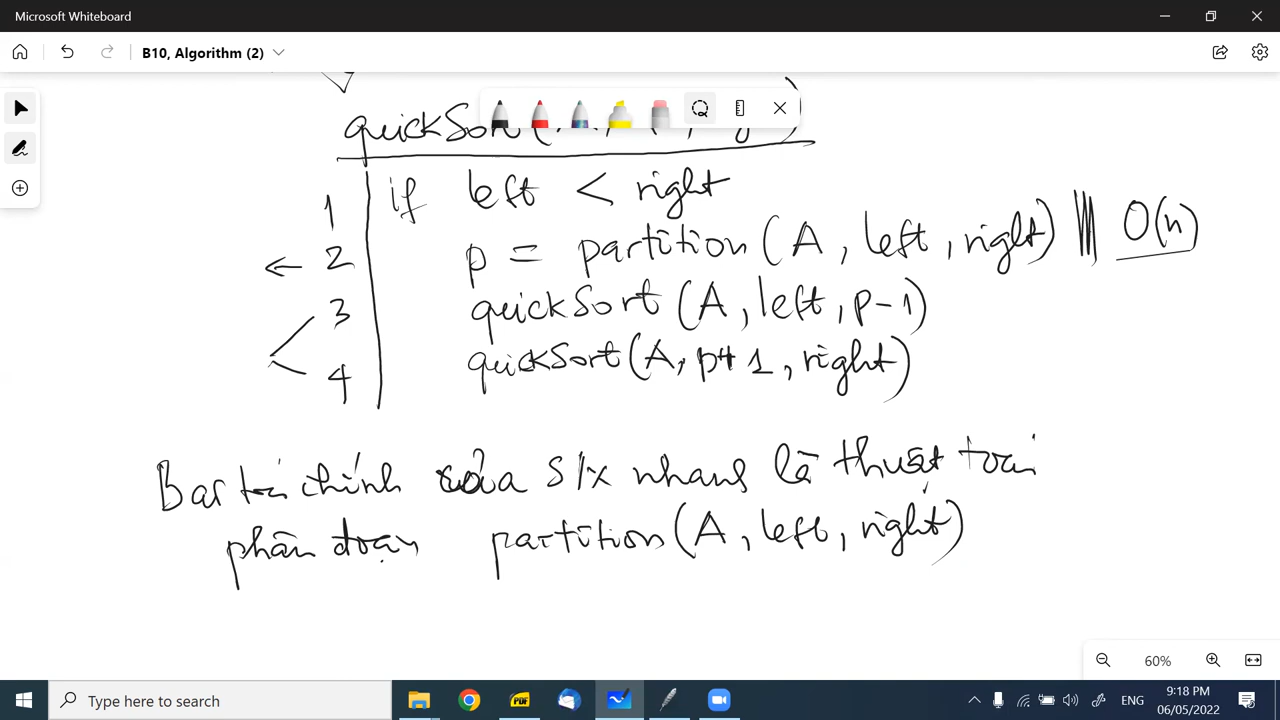 Microsoft Whiteboard
B10, Algorithm (2)
quickSort(
1 if left < right
2 p = partition (A, left, right) O(n)
3 quickSort (A, left, p-1)
4 quickSort(A, p+1, right)
chính của s/x nhanh là thuật toán
phân đoạn partition(A, left, right)
60%
Type here to search
PDF
ENG
9:18 PM
06/05/2022